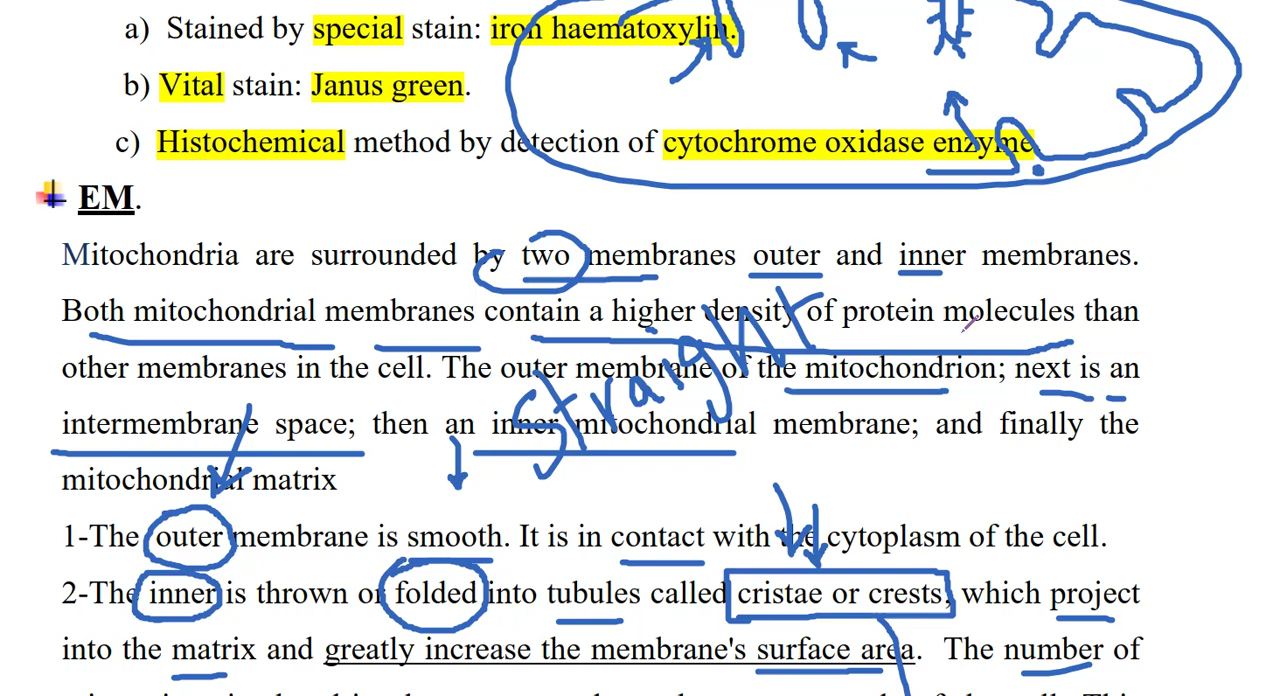 a) Stained by special stain: iron haematoxylin.
b) Vital stain: Janus green.
c) Histochemical method by detection of cytochrome oxidase enzyme.
EM.
Mitochondria are surrounded by two membranes outer and inner membranes.
Both mitochondrial membranes contain a higher density of protein molecules than
other membranes in the cell. The outer membrane of the mitochondrion; next is an
intermembrane space; then an inner mitochondrial membrane; and finally the
mitochondrial matrix
1-The outer membrane is smooth. It is in contact with the cytoplasm of the cell.
2-The inner is thrown or folded into tubules called cristae or crests, which project
into the matrix and greatly increase the membrane's surface area. The number of